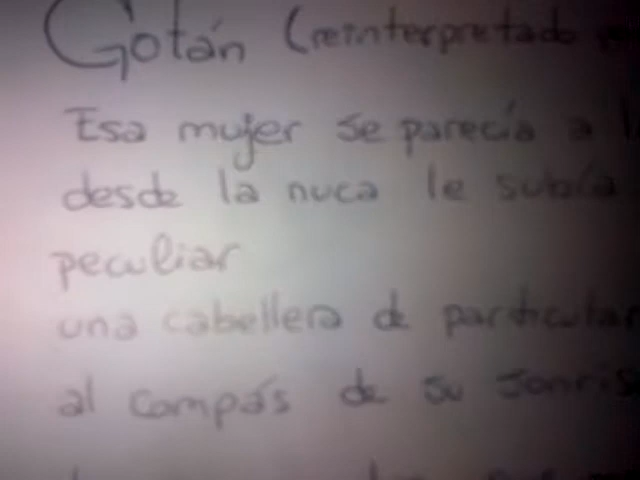 Gotán (reinterpretado
Esa mujer se parecía a
desde la nuca le subía
peculiar
una cabellera de particular
al compás de su sonris